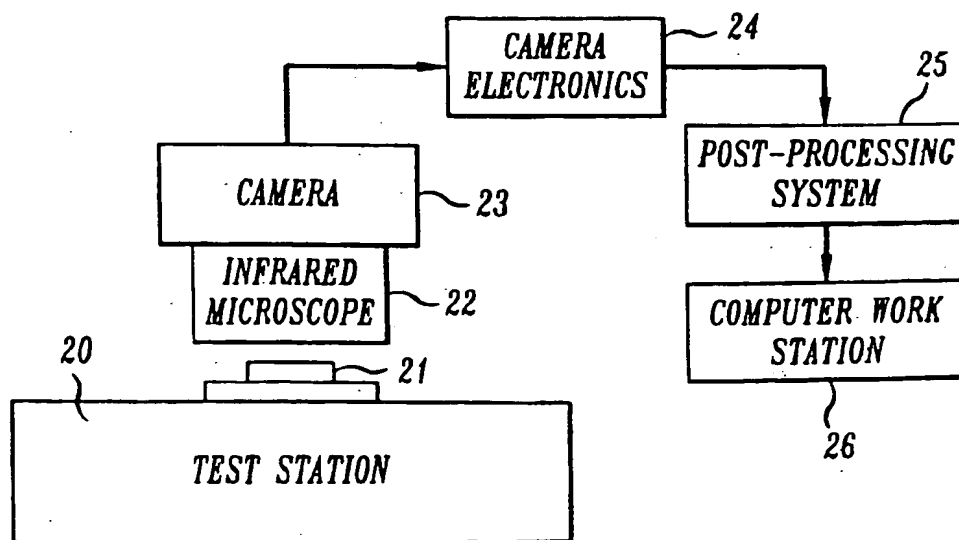 24
CAMERA
ELECTRONICS
25
POST-PROCESSING
SYSTEM
CAMERA
23
INFRARED
MICROSCOPE
22
COMPUTER WORK
STATION
20
21
26
TEST STATION